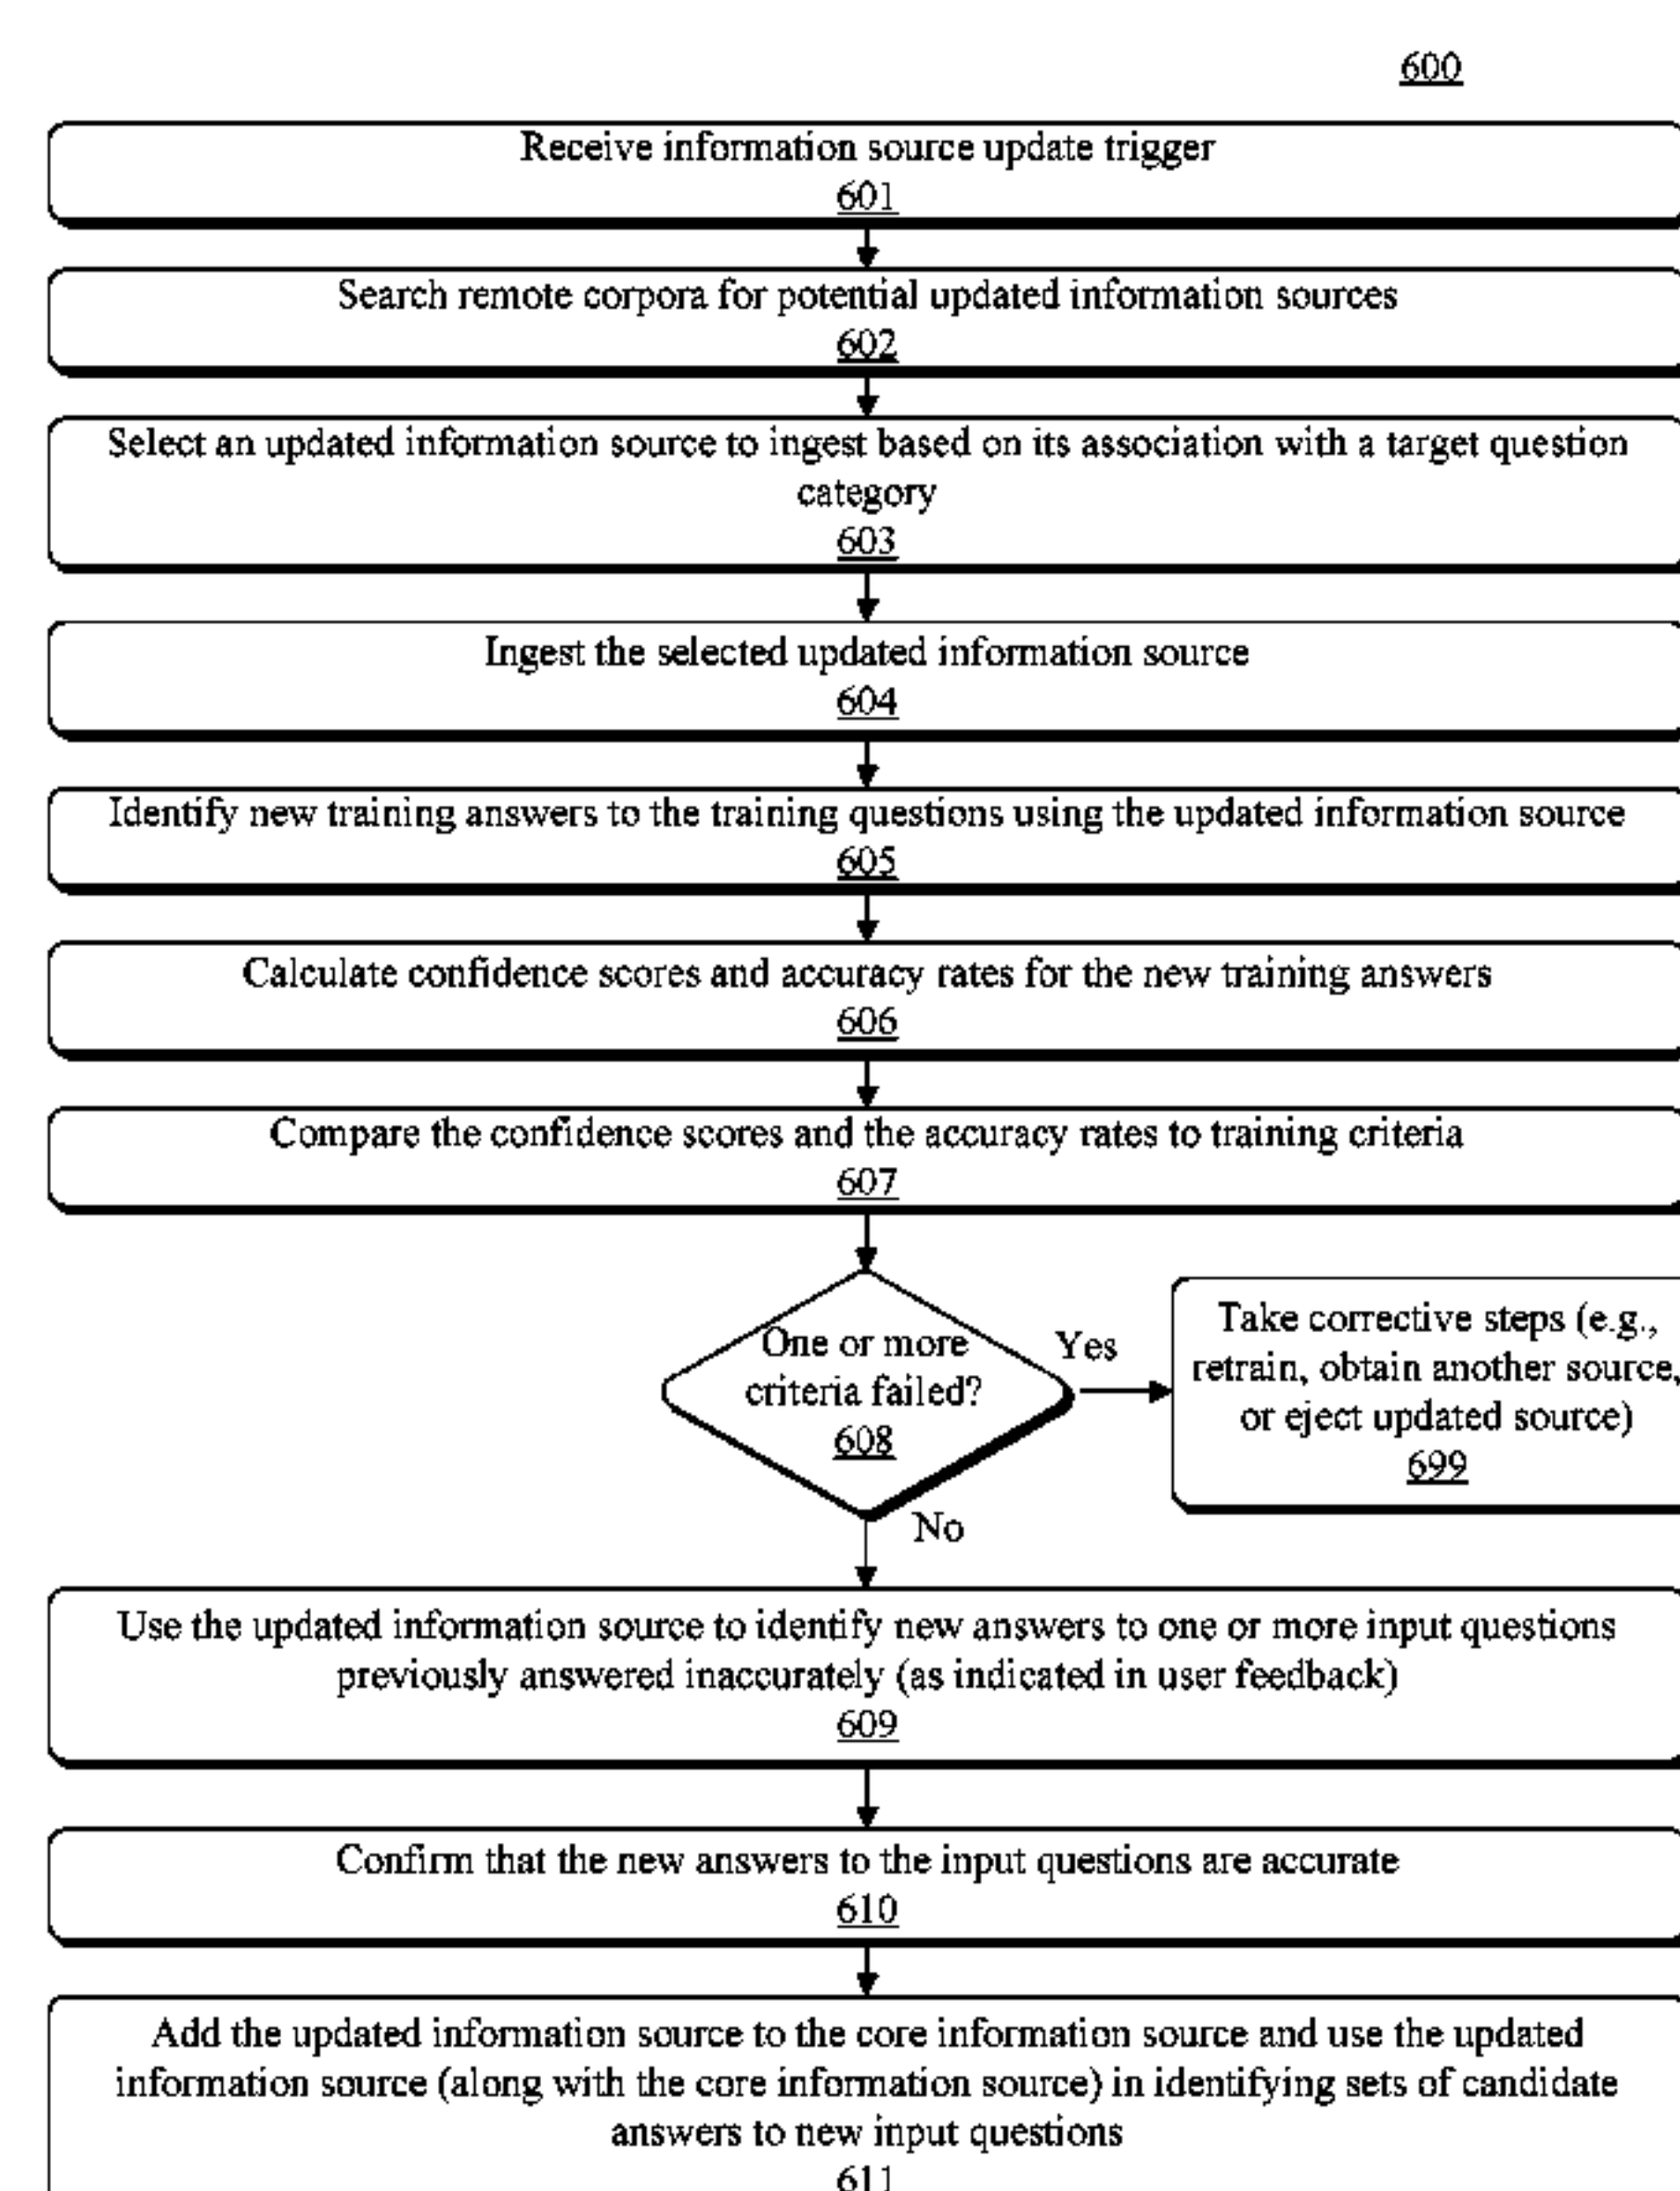 600
Receive information source update trigger
601
Search remote corpora for potential updated information sources
602
Select an updated information source to ingest based on its association with a target question
category
603
Ingest the selected updated information source
604
Identify new training answers to the training questions using the updated information source
605
Calculate confidence scores and accuracy rates for the new training answers
606
Compare the confidence scores and the accuracy rates to training criteria
607
One or more
criteria failed?
608
Yes
Take corrective steps (e.g.,
retrain, obtain another source,
or eject updated source)
699
No
Use the updated information source to identify new answers to one or more input questions
previously answered inaccurately (as indicated in user feedback)
609
Confirm that the new answers to the input questions are accurate
610
Add the updated information source to the core information source and use the updated
information source (along with the core information source) in identifying sets of candidate
answers to new input questions
611